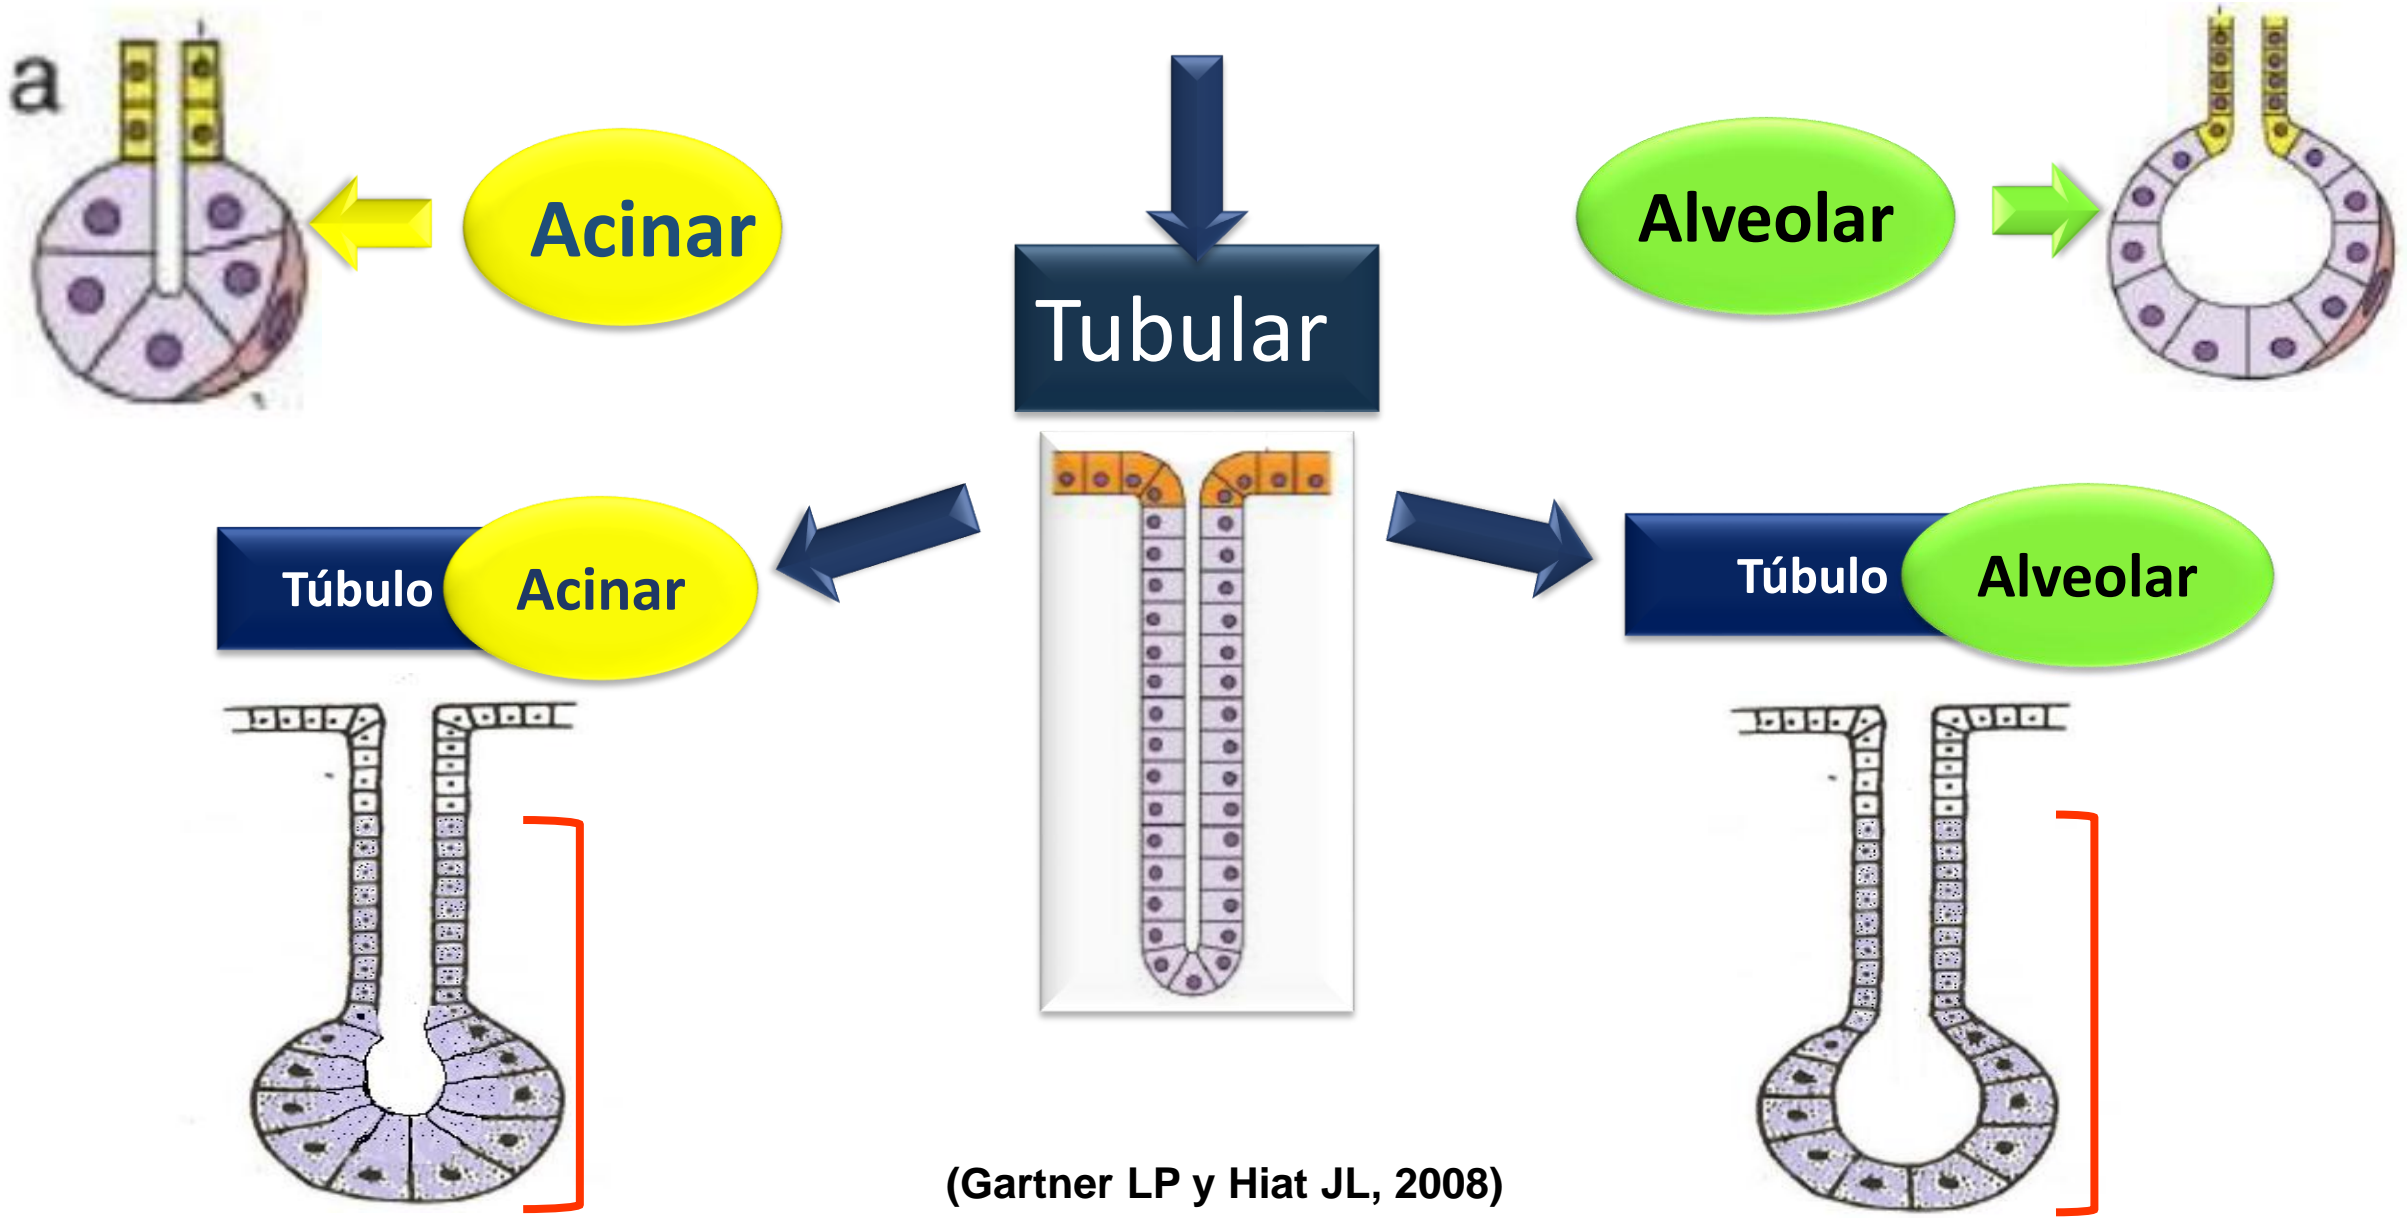 a
Acinar
Alveolar
Tubular
Túbulo Acinar
Túbulo Alveolar
(Gartner LP y Hiat JL, 2008)